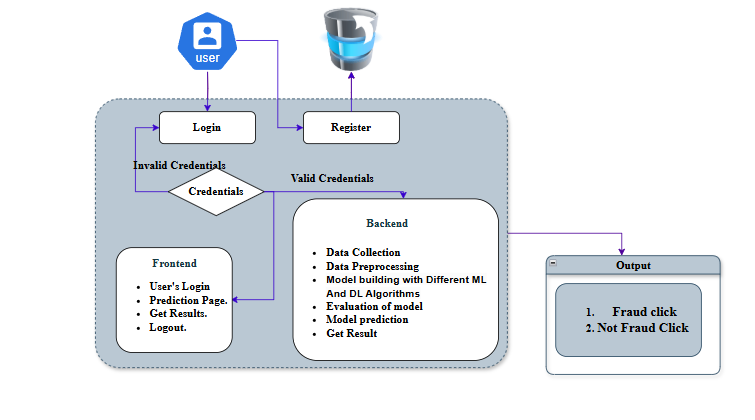 user
Login
Register
Invalid Credentials
Valid Credentials
Credentials
Backend
• Data Collection
• Data Preprocessing
• Model building with Different ML
And DL Algorithms
• Evaluation of model
• Model prediction
• Get Result
Frontend
• User's Login
• Prediction Page.
• Get Results.
• Logout.
Output
1. Fraud click
2. Not Fraud Click